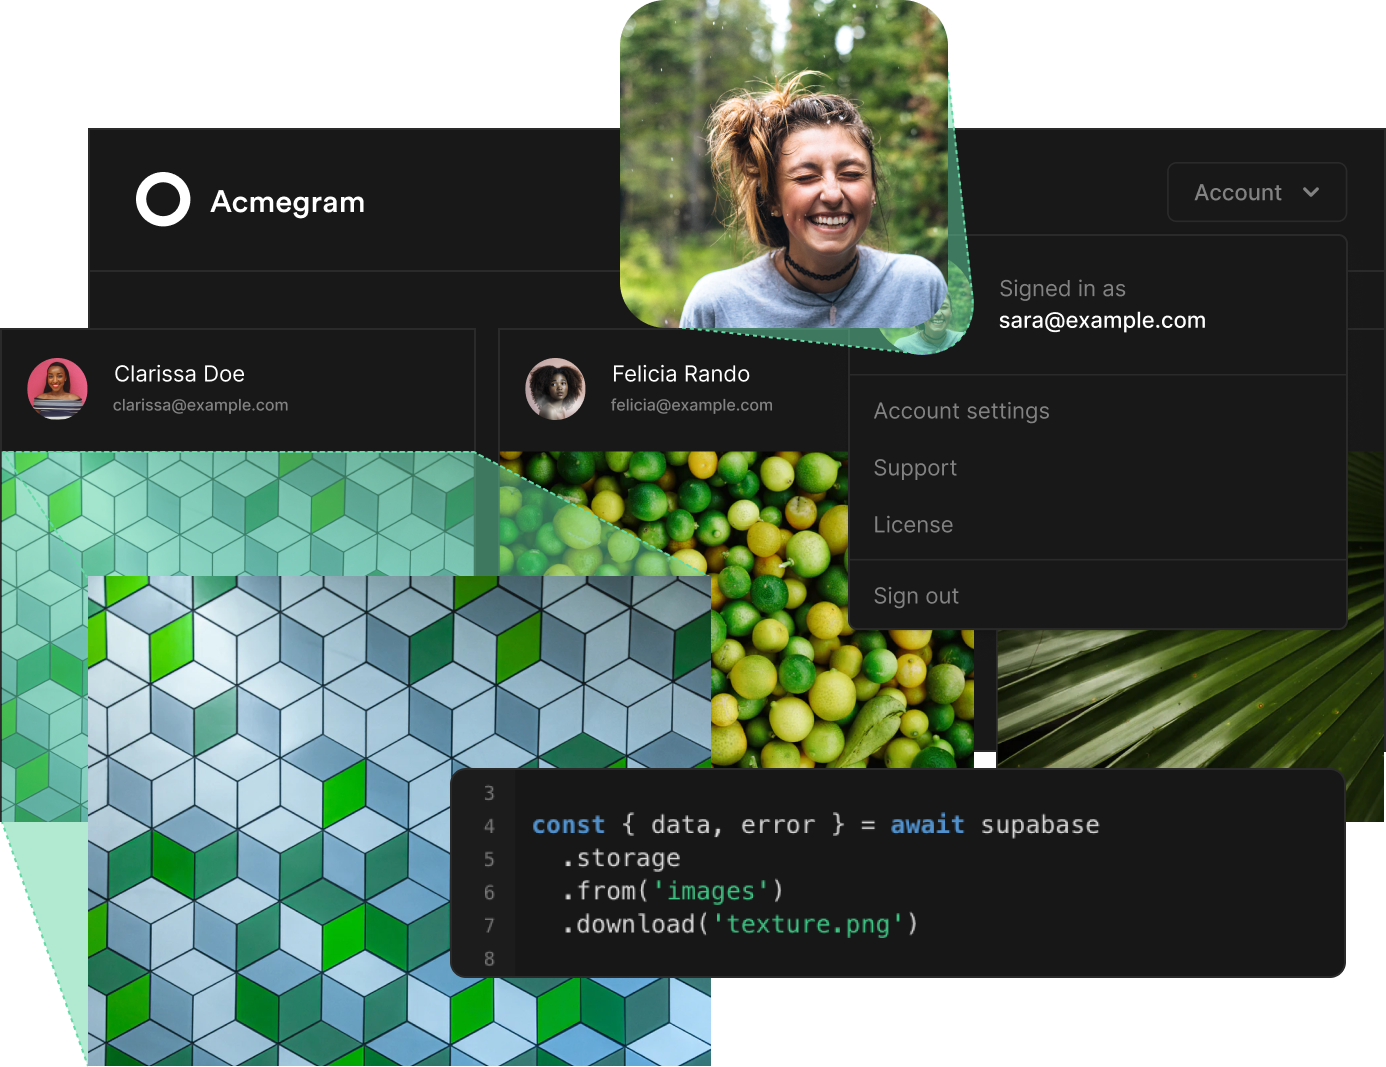 Acmegram
Account
Signed in as
sara@example.com
Clarissa Doe
clarissa@example.com
Felicia Rando
felicia@example.com
Account settings
Support
License
Sign out
3
4 const { data, error } = await supabase
5 .storage
6 .from('images')
7 .download('texture.png')
8